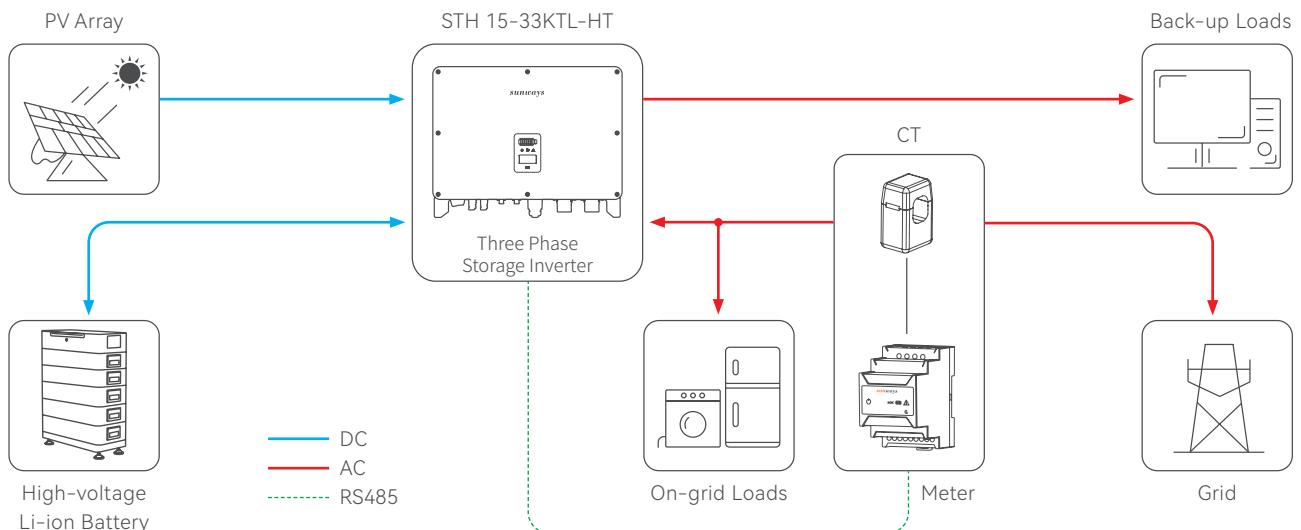 PV Array
STH 15-33KTL-HT
Back-up Loads
sunways
CT
Three Phase
Storage Inverter
sunways
DC
AC
RS485
High-voltage
Li-ion Battery
On-grid Loads
Meter
Grid